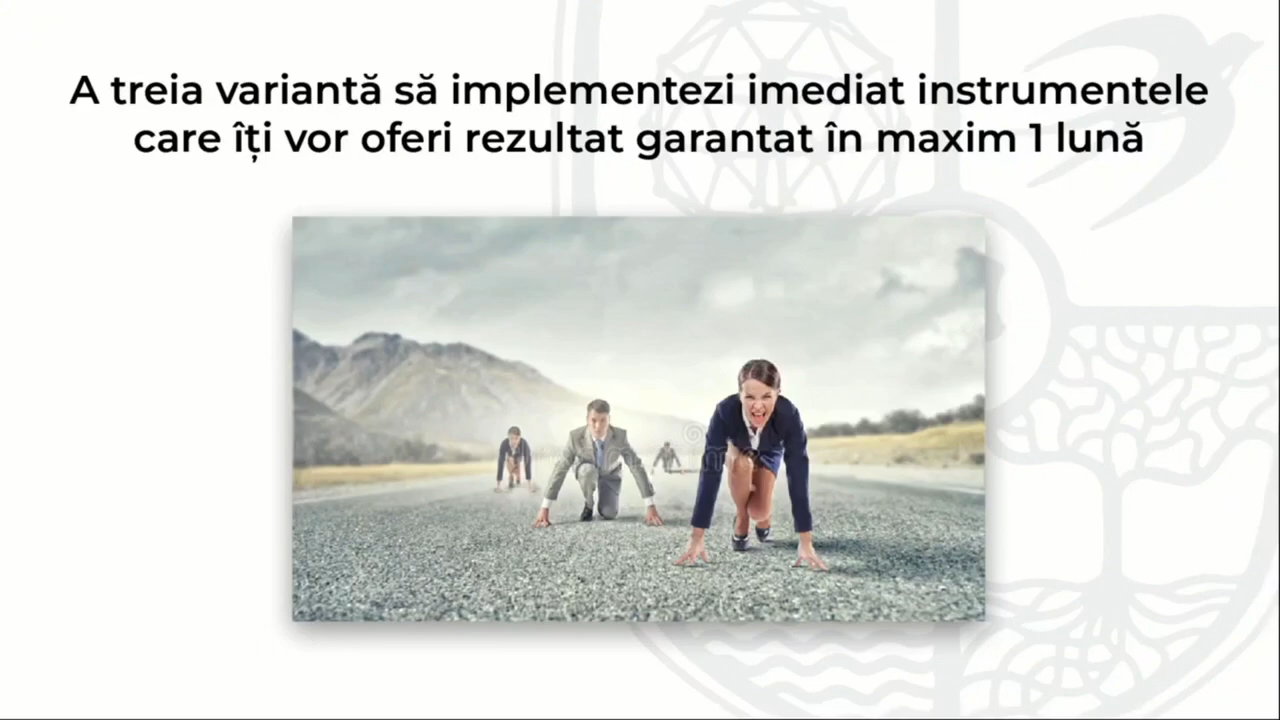 A treia variantă să implementezi imediat instrumentele
care îți vor oferi rezultat garantat în maxim 1 lună